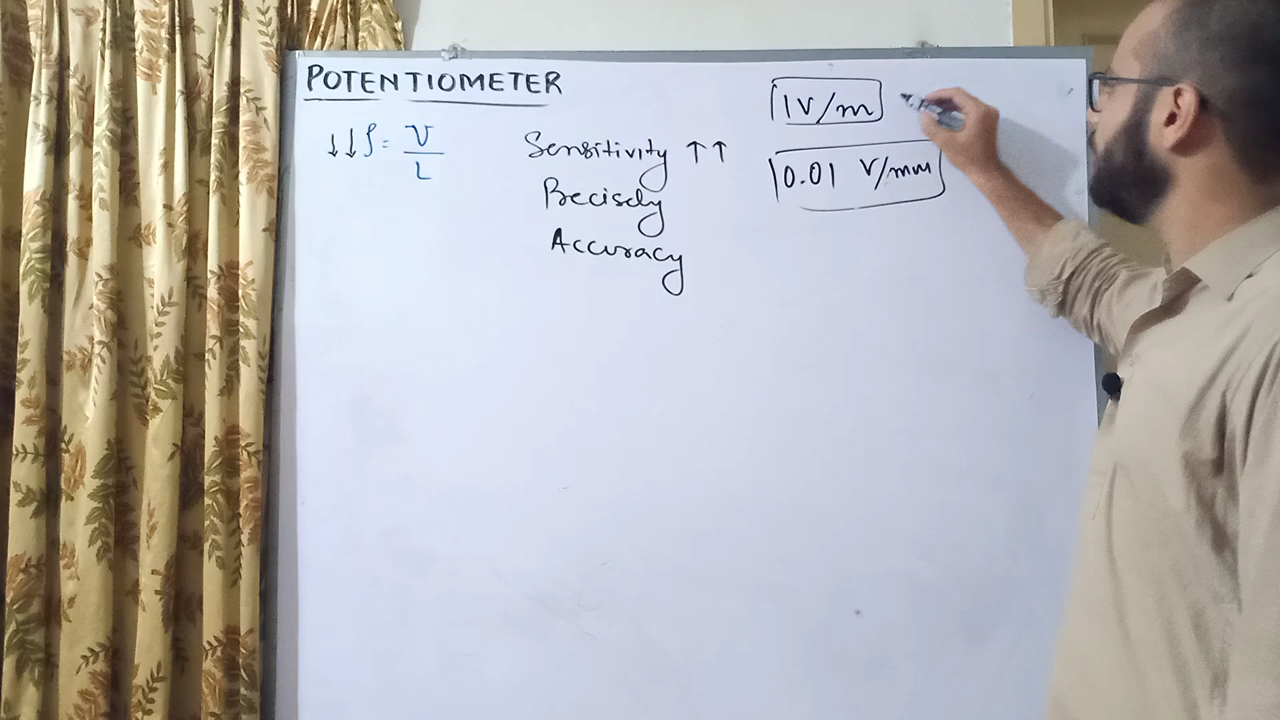 POTENTIOMETER
↓↓ρ = V/L
Sensitivity ↑↑
Precisely
Accuracy
1V/m
0.01 V/mm